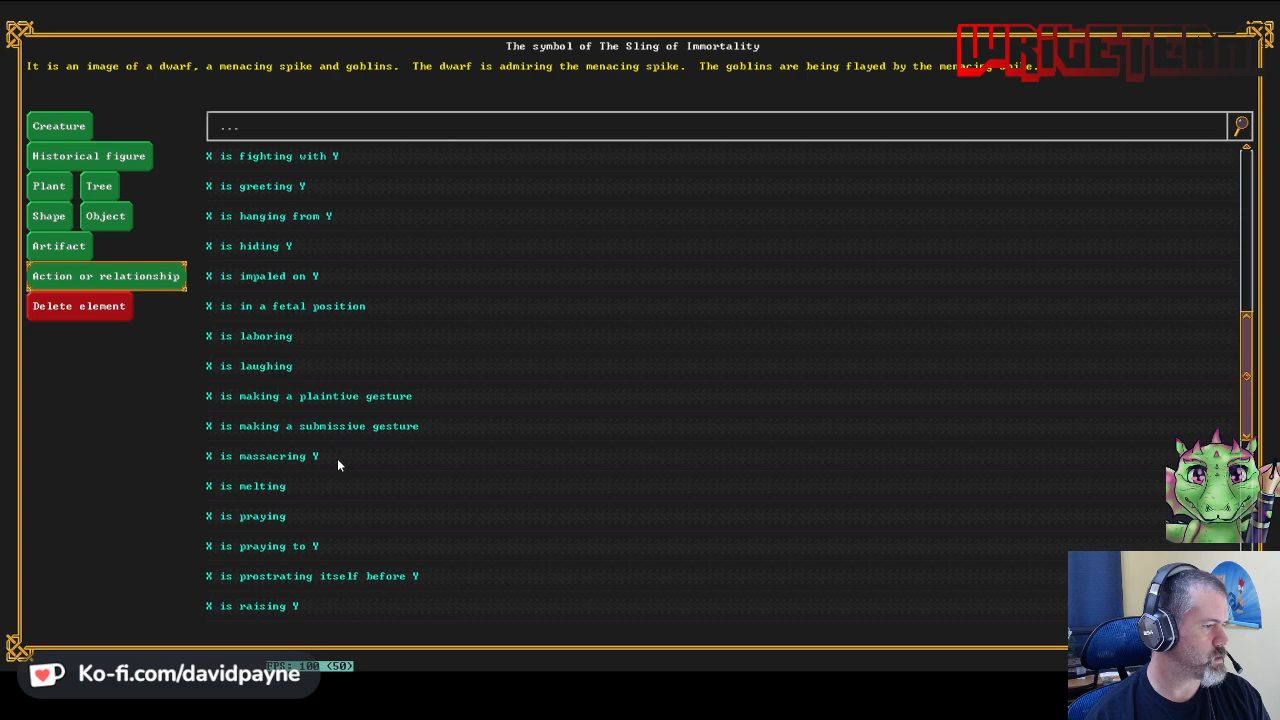 The symbol of The Sling of Immortality
WRITETEAM
It is an image of a dwarf, a menacing spike and goblins. The dwarf is admiring the menacing spike. The goblins are being flayed by the menacing spike.
Creature
...
Historical figure
X is fighting with Y
Plant
Tree
X is greeting Y
Shape
Object
X is hanging from Y
Artifact
X is hiding Y
Action or relationship
X is impaled on Y
Delete element
X is in a fetal position
X is laboring
X is laughing
X is making a plaintive gesture
X is making a submissive gesture
X is massacring Y
X is melting
X is praying
X is praying to Y
X is prostrating itself before Y
X is raising Y
FPS: 100 (50)
Ko-fi.com/davidpayne